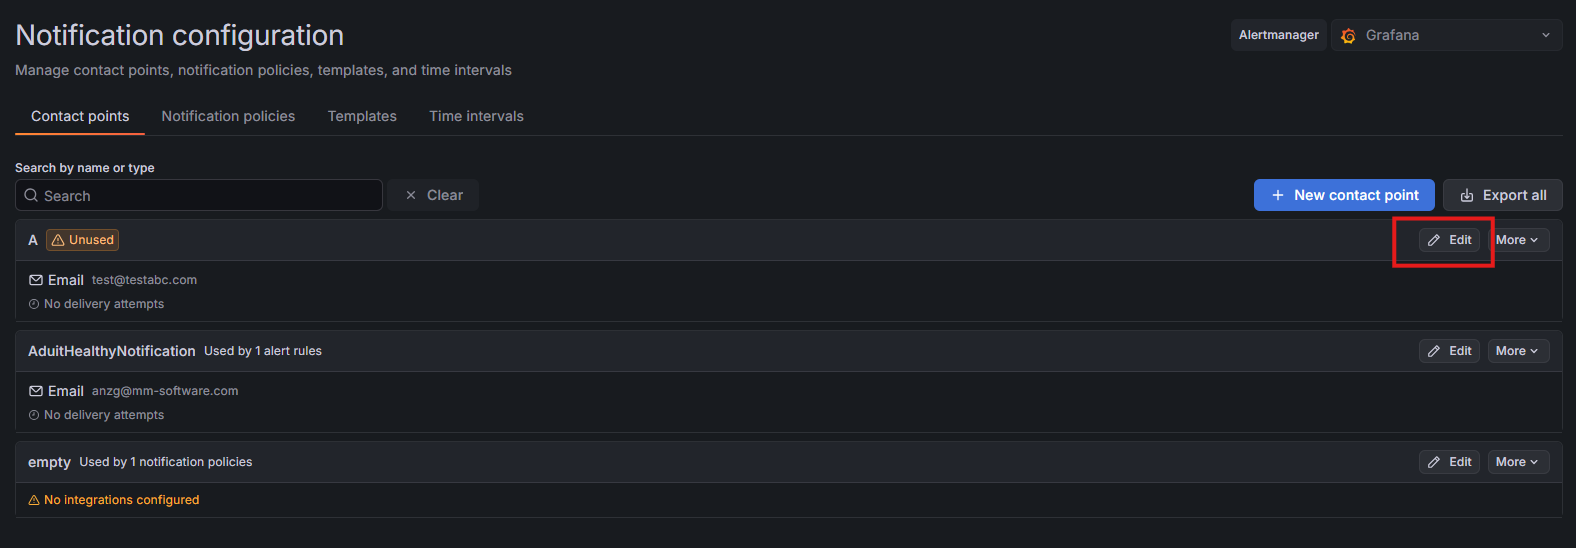 Notification configuration
Alertmanager
Grafana
Manage contact points, notification policies, templates, and time intervals
Contact points
Notification policies
Templates
Time intervals
Search by name or type
Search
Clear
New contact point
Export all
A
Unused
Edit
More
Email test@testabc.com
No delivery attempts
AduitHealthyNotification Used by 1 alert rules
Edit
More
Email anzg@mm-software.com
No delivery attempts
empty Used by 1 notification policies
Edit
More
No integrations configured